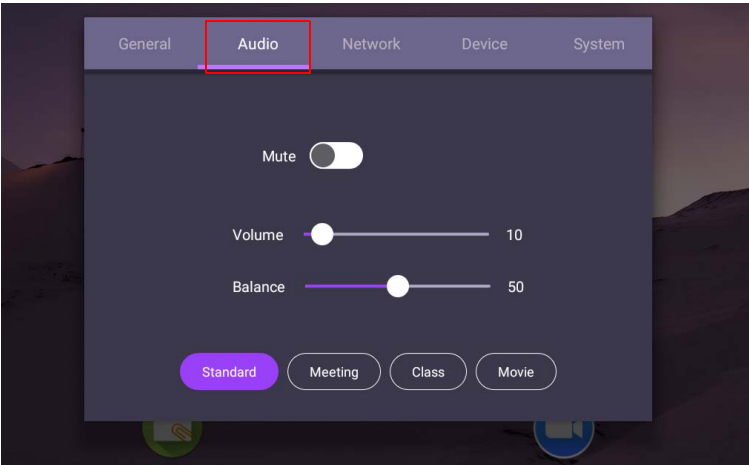 General Audio Network Device System
Mute
Volume 10
Balance 50
Standard Meeting Class Movie